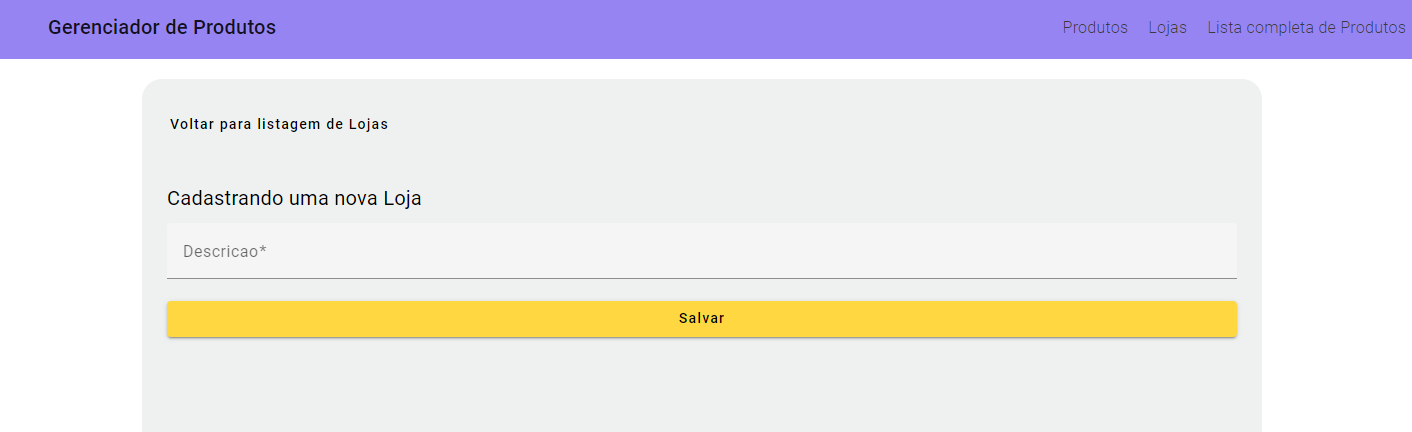 Gerenciador de Produtos
Produtos Lojas Lista completa de Produtos
Voltar para listagem de Lojas
Cadastrando uma nova Loja
Descricao*
Salvar